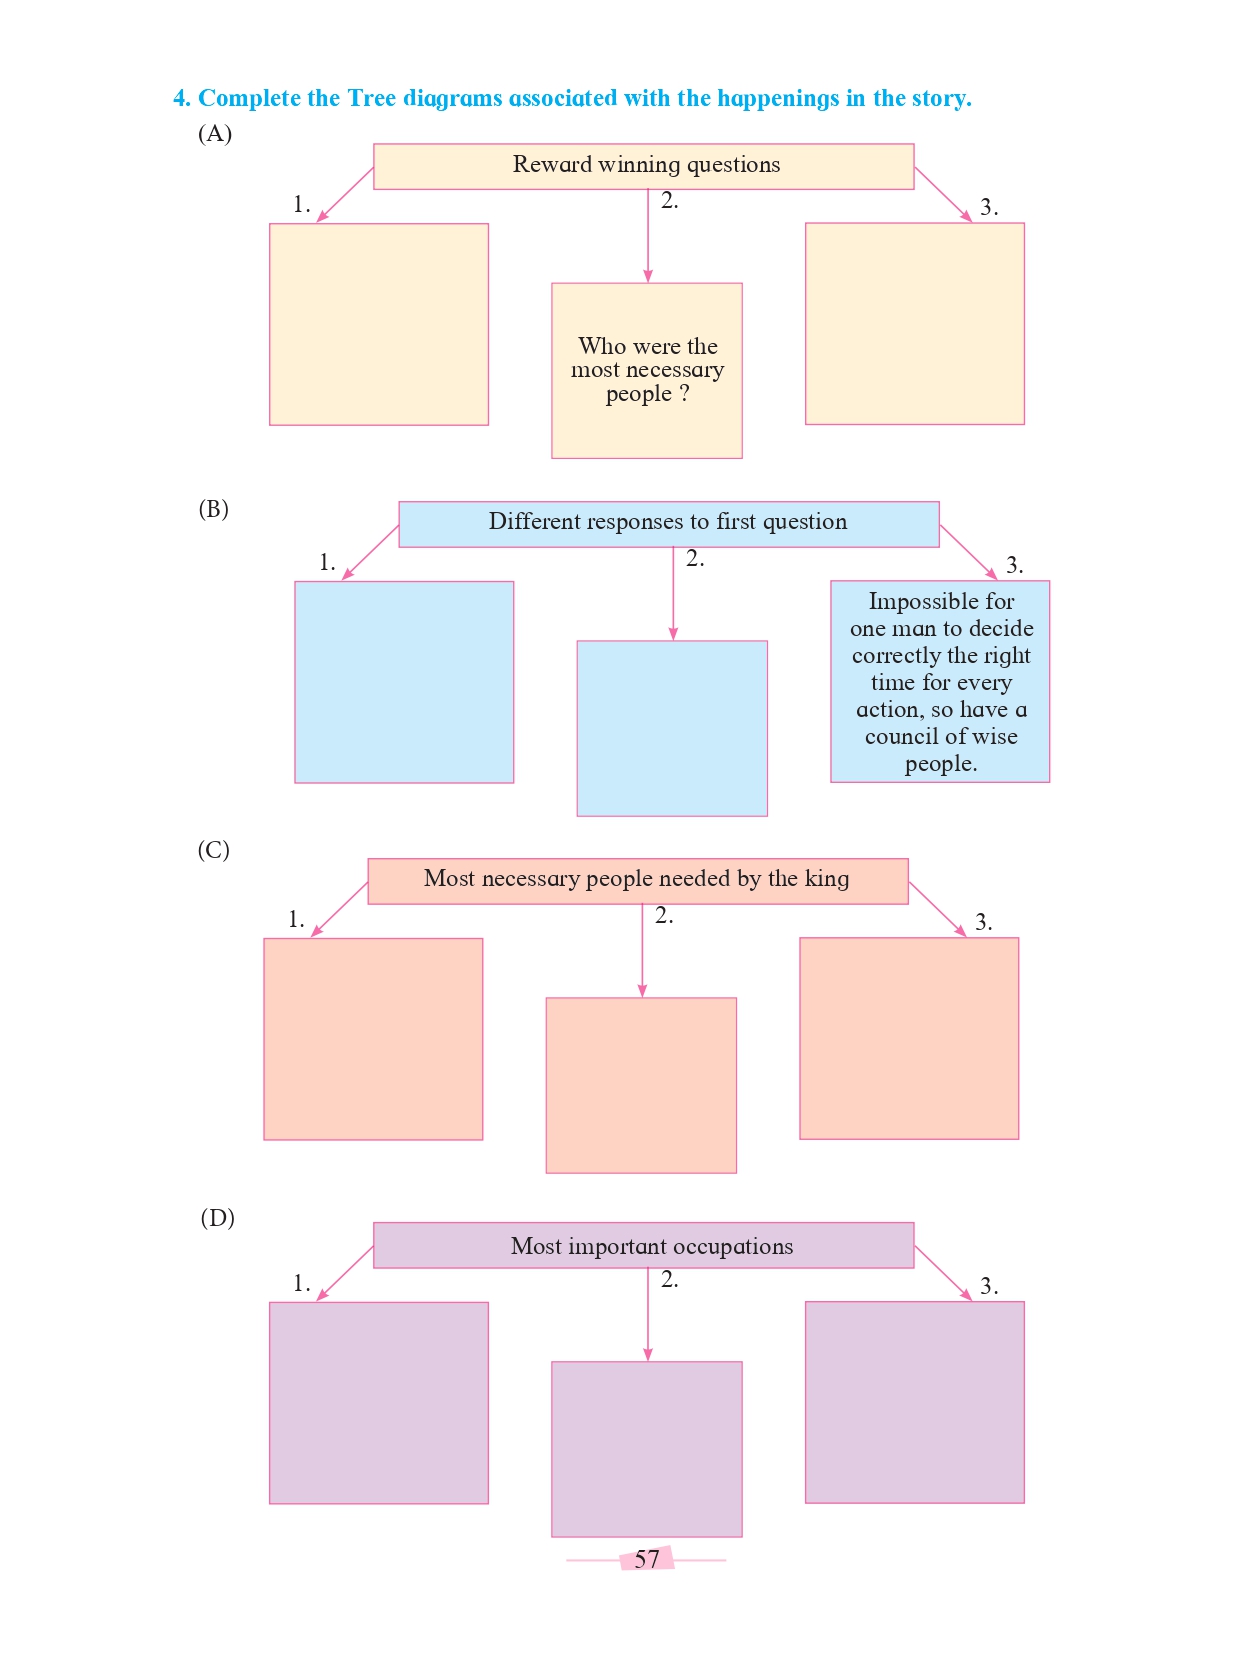 4. Complete the Tree diagrams associated with the happenings in the story.
(A)
Reward winning questions
1.
2.
3.
Who were the
most necessary
people ?
(B)
Different responses to first question
1.
2.
3.
Impossible for
one man to decide
correctly the right
time for every
action, so have a
council of wise
people.
(C)
Most necessary people needed by the king
1.
2.
3.
(D)
Most important occupations
1.
2.
3.
57